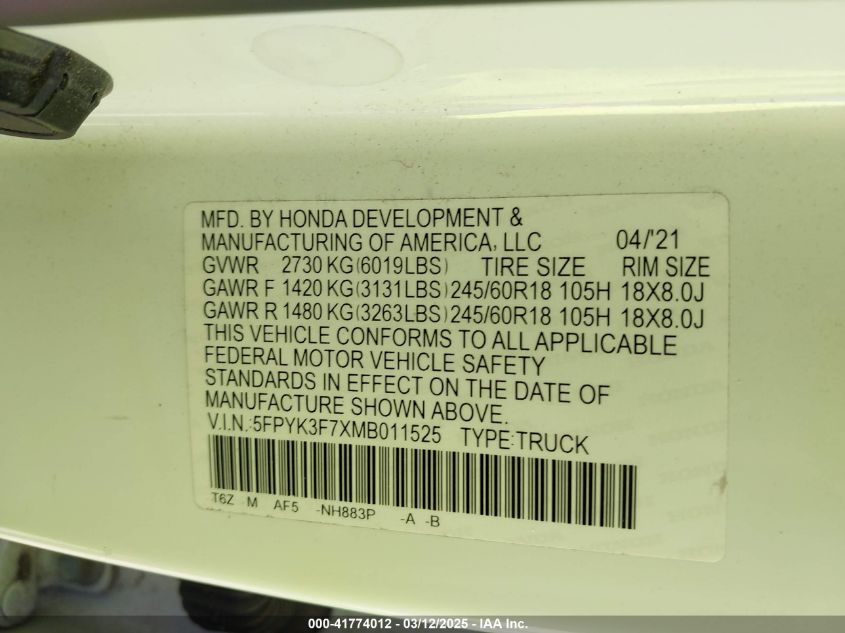 MFD. BY HONDA DEVELOPMENT &
MANUFACTURING OF AMERICA, LLC 04/'21
GVWR 2730 KG(6019LBS) TIRE SIZE RIM SIZE
GAWR F 1420 KG(3131LBS)245/60R18 105H 18X8.0J
GAWR R 1480 KG(3263LBS)245/60R18 105H 18X8.0J
THIS VEHICLE CONFORMS TO ALL APPLICABLE
FEDERAL MOTOR VEHICLE SAFETY
STANDARDS IN EFFECT ON THE DATE OF
MANUFACTURE SHOWN ABOVE.
V.I.N.:5FPYK3F7XMB011525 TYPE:TRUCK
T6Z M AF5 -NH883P -A -B
000-41774012 - 03/12/2025 - IAA Inc.